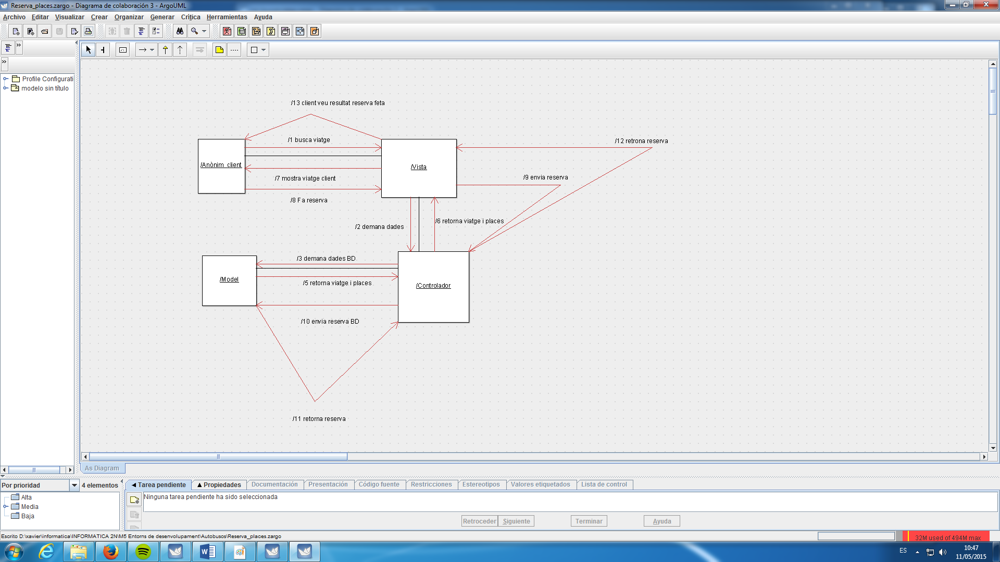 Reserva_places.zargo - Diagrama de colaboración 3 - ArgoUML
Archivo Editar Visualizar Crear Organizar Generar Crítica Herramientas Ayuda
Profile Configurati
modelo sin título
/13 client veu resultat reserva feta
/1 busca viatge
/12 retrona reserva
/Anònim_client
/Vista
/7 mostra viatge client
/9 envia reserva
/8 Fa reserva
/2 demana dades
/6 retorna viatge i places
/3 demana dades BD
/Model
/5 retorna viatge i places
/Controlador
/10 envia reserva BD
/11 retorna reserva
As Diagram
Por prioridad 4 elementos
Alta
Media
Baja
Tarea pendiente Propiedades Documentación Presentación Código fuente Restricciones Estereotipos Valores etiquetados Lista de control
Ninguna tarea pendiente ha sido seleccionada
Retroceder Siguiente Terminar Ayuda
Escrito D:\xavier\informatica\INFORMATICA 2N\M5 Entorns de desenvolupament\Autobusos\Reserva_places.zargo
32M used of 494M max
ES
10:47
11/05/2015